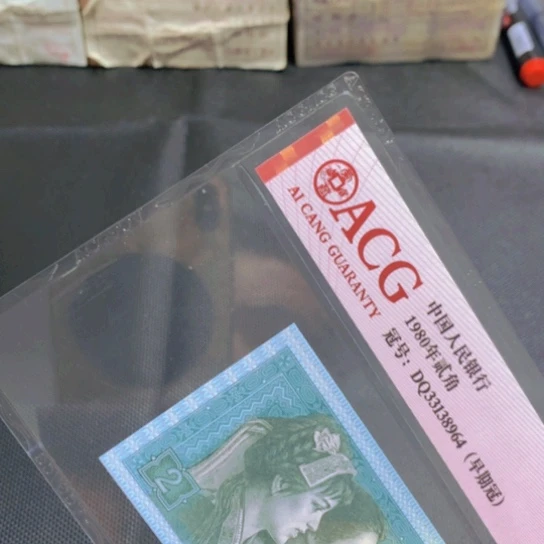 ACG
AI CANG GUARANTY
中国人民银行
1980年贰角
冠号：DQ33138964（早期冠）
2